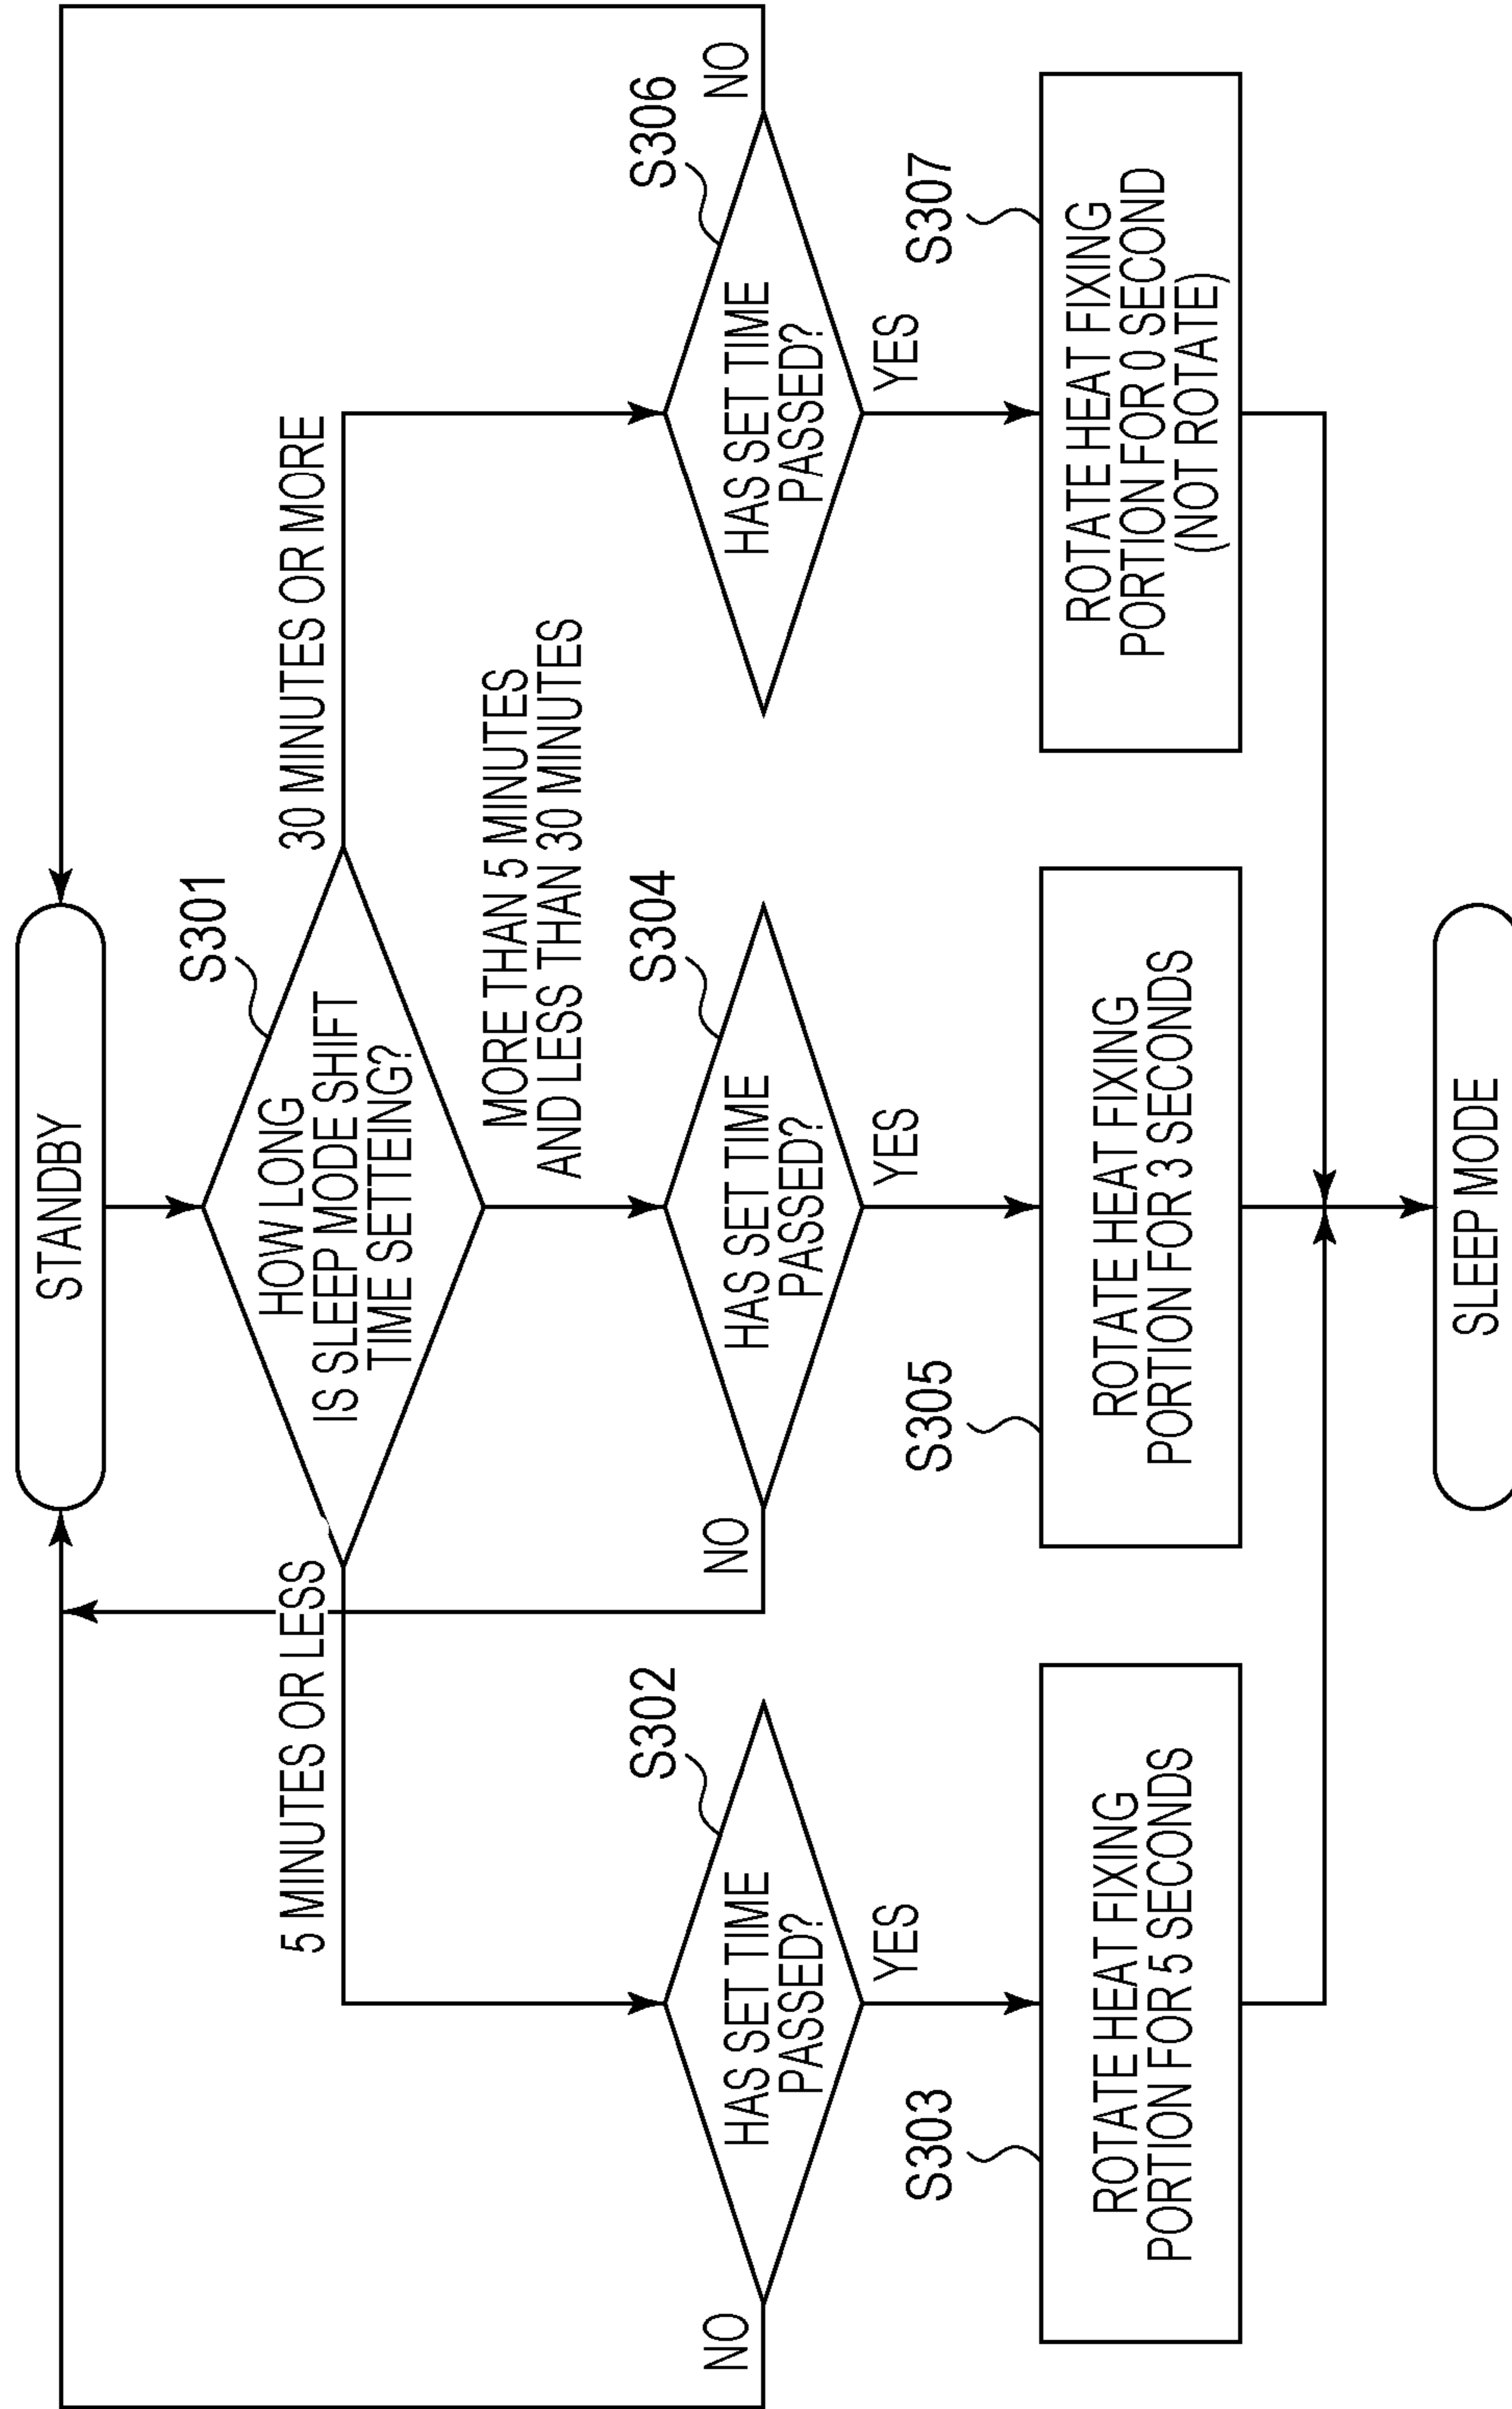 STANDBY
S301
HOW LONG
IS SLEEP MODE SHIFT
TIME SETTEING?
5 MINUTES OR LESS
30 MINUTES OR MORE
MORE THAN 5 MINUTES
AND LESS THAN 30 MINUTES
S302
HAS SET TIME
PASSED?
NO
YES
S304
HAS SET TIME
PASSED?
NO
YES
S306
HAS SET TIME
PASSED?
NO
YES
S303
ROTATE HEAT FIXING
PORTION FOR 5 SECONDS
S305
ROTATE HEAT FIXING
PORTION FOR 3 SECONDS
S307
ROTATE HEAT FIXING
PORTION FOR 0 SECOND
(NOT ROTATE)
SLEEP MODE